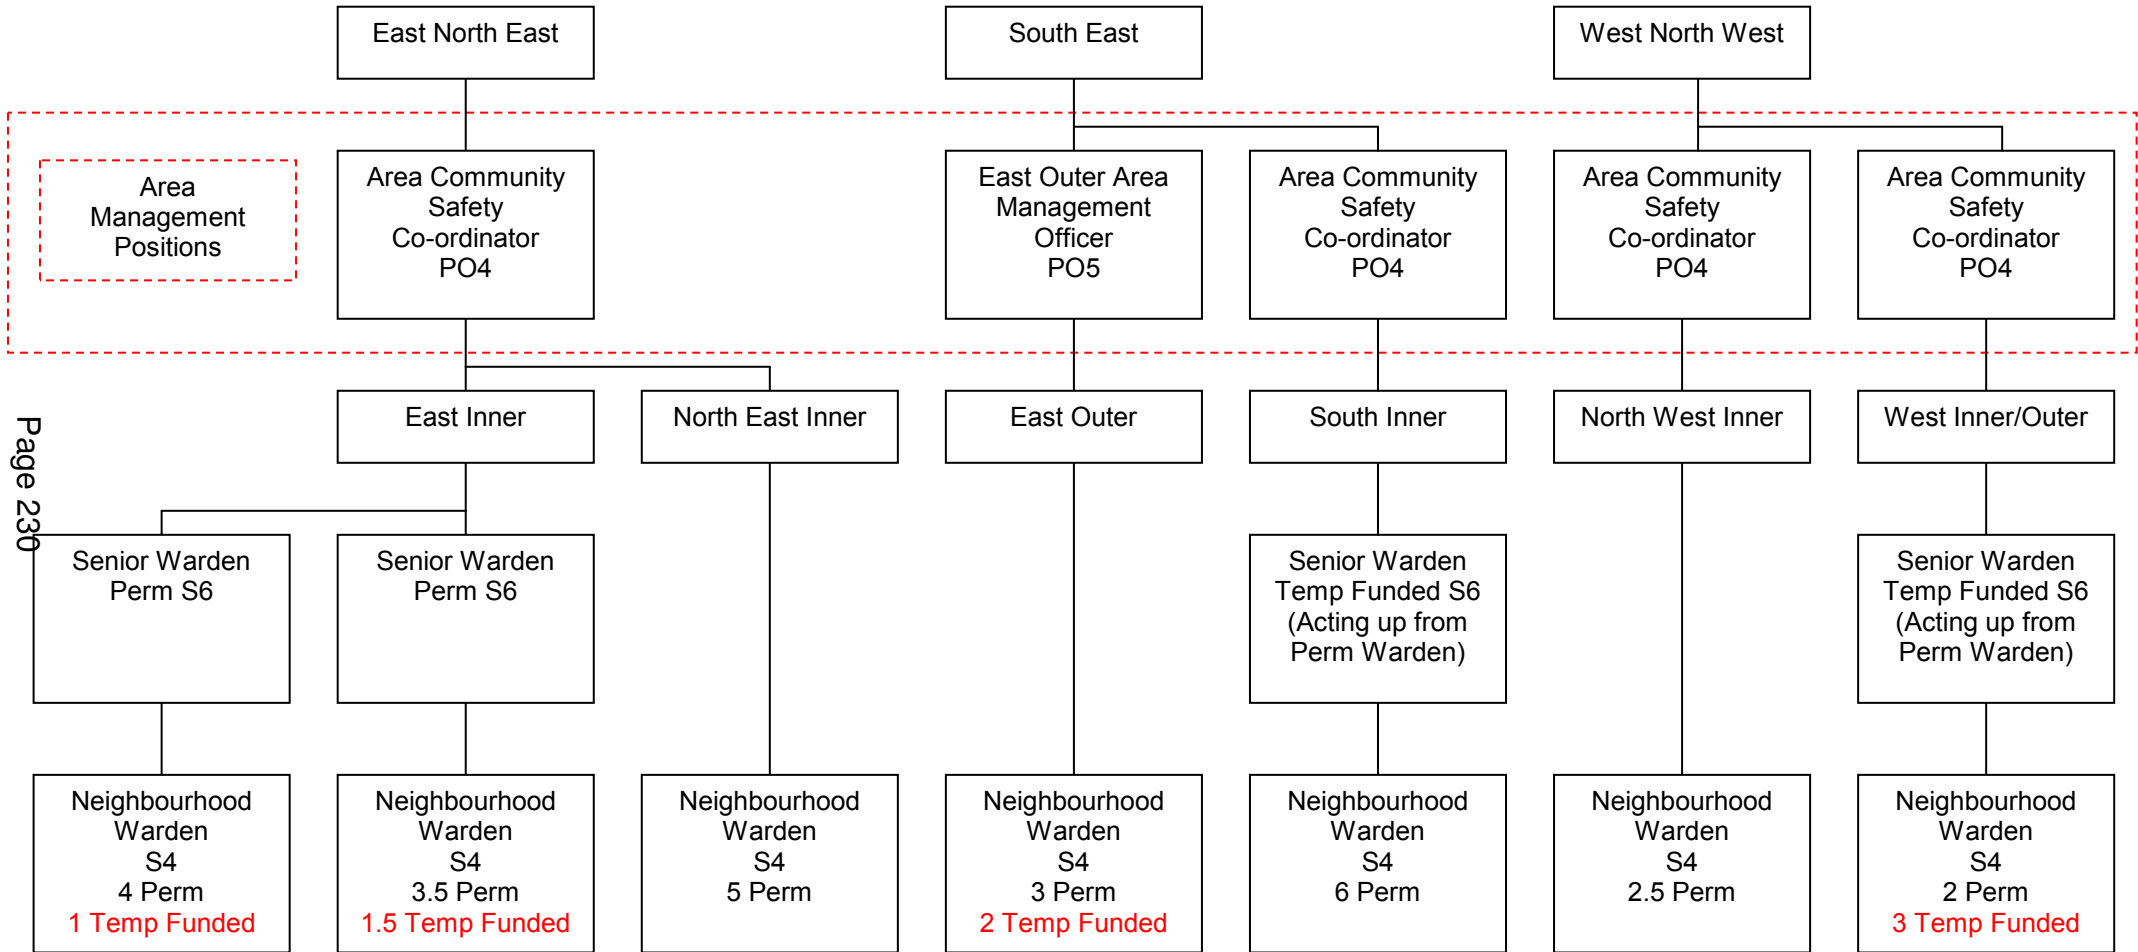 East North East
South East
West North West
Area
Management
Positions
Area Community
Safety
Co-ordinator
PO4
East Outer Area
Management
Officer
PO5
Area Community
Safety
Co-ordinator
PO4
Area Community
Safety
Co-ordinator
PO4
Area Community
Safety
Co-ordinator
PO4
East Inner
North East Inner
East Outer
South Inner
North West Inner
West Inner/Outer
Page 230
Senior Warden
Perm S6
Senior Warden
Perm S6
Senior Warden
Temp Funded S6
(Acting up from
Perm Warden)
Senior Warden
Temp Funded S6
(Acting up from
Perm Warden)
Neighbourhood
Warden
S4
4 Perm
1 Temp Funded
Neighbourhood
Warden
S4
3.5 Perm
1.5 Temp Funded
Neighbourhood
Warden
S4
5 Perm
Neighbourhood
Warden
S4
3 Perm
2 Temp Funded
Neighbourhood
Warden
S4
6 Perm
Neighbourhood
Warden
S4
2.5 Perm
Neighbourhood
Warden
S4
2 Perm
3 Temp Funded